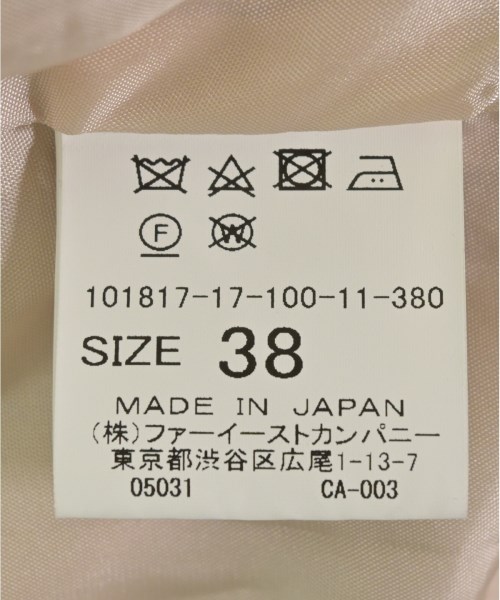 F W
101817-17-100-11-380
SIZE 38
MADE IN JAPAN
(株)ファーイーストカンパニー
東京都渋谷区広尾1-13-7
05031 CA-003